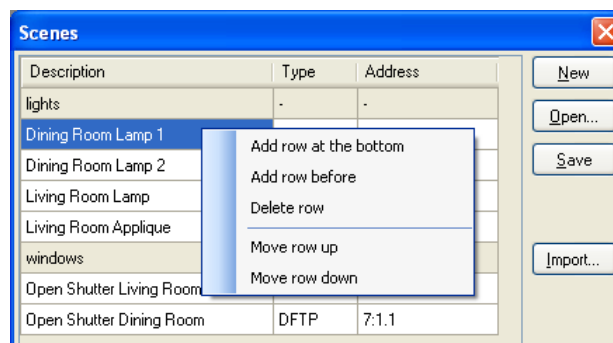 Scenes
Description Type Address
lights - -
Dining Room Lamp 1
Dining Room Lamp 2
Living Room Lamp
Living Room Applique
windows
Open Shutter Living Room
Open Shutter Dining Room DFTP 7:1.1
Add row at the bottom
Add row before
Delete row
Move row up
Move row down
New
Open...
Save
Import...